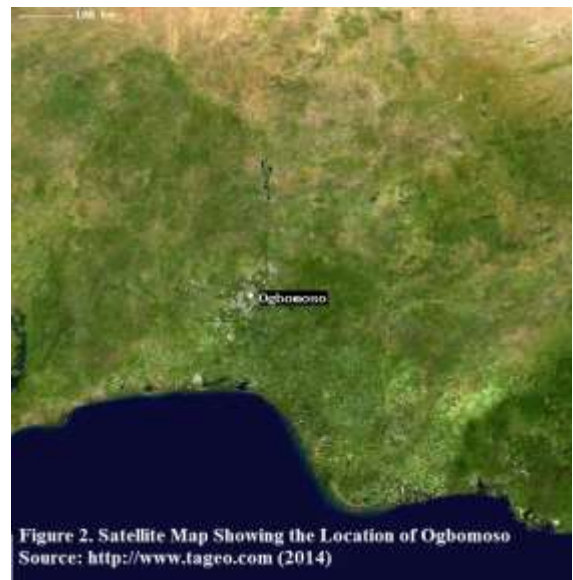 100 km
Ogbomoso
Figure 2. Satellite Map Showing the Location of Ogbomoso
Source: http://www.tageo.com (2014)